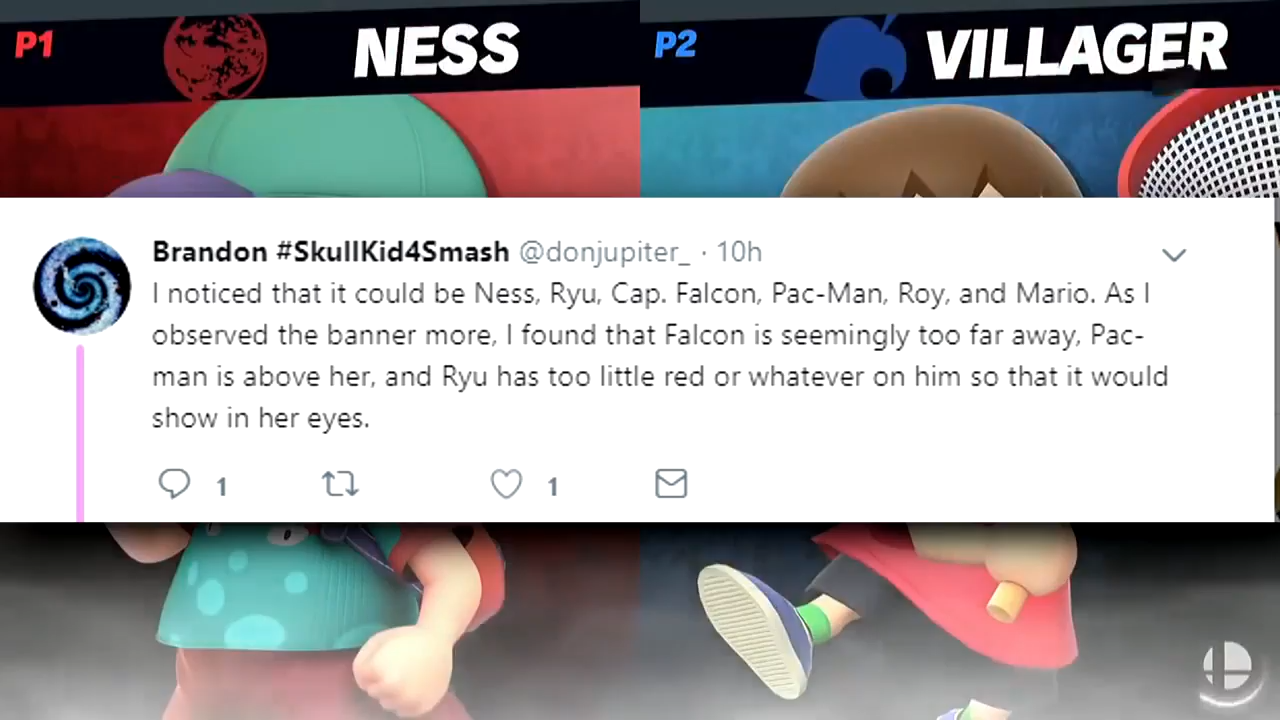 P1
NESS
P2
VILLAGER
Brandon #SkullKid4Smash @donjupiter_ · 10h
I noticed that it could be Ness, Ryu, Cap. Falcon, Pac-Man, Roy, and Mario. As I
observed the banner more, I found that Falcon is seemingly too far away, Pac-
man is above her, and Ryu has too little red or whatever on him so that it would
show in her eyes.
1
1